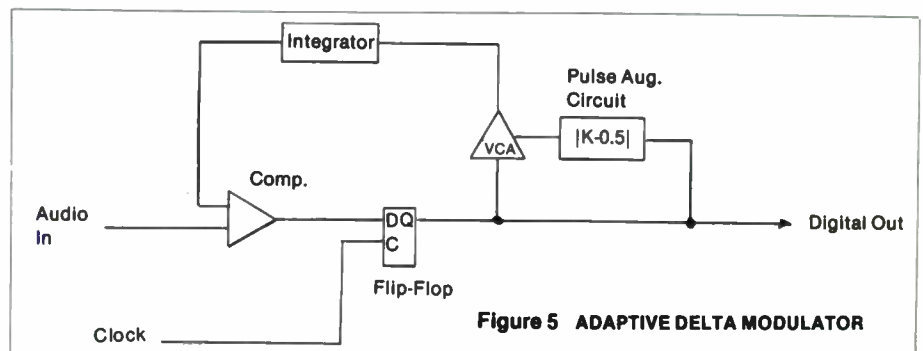 Integrator
Pulse Aug.
Circuit
VCA
|K-0.5|
Comp.
Audio
In
DQ
C
Digital Out
Flip-Flop
Clock
Figure 5 ADAPTIVE DELTA MODULATOR